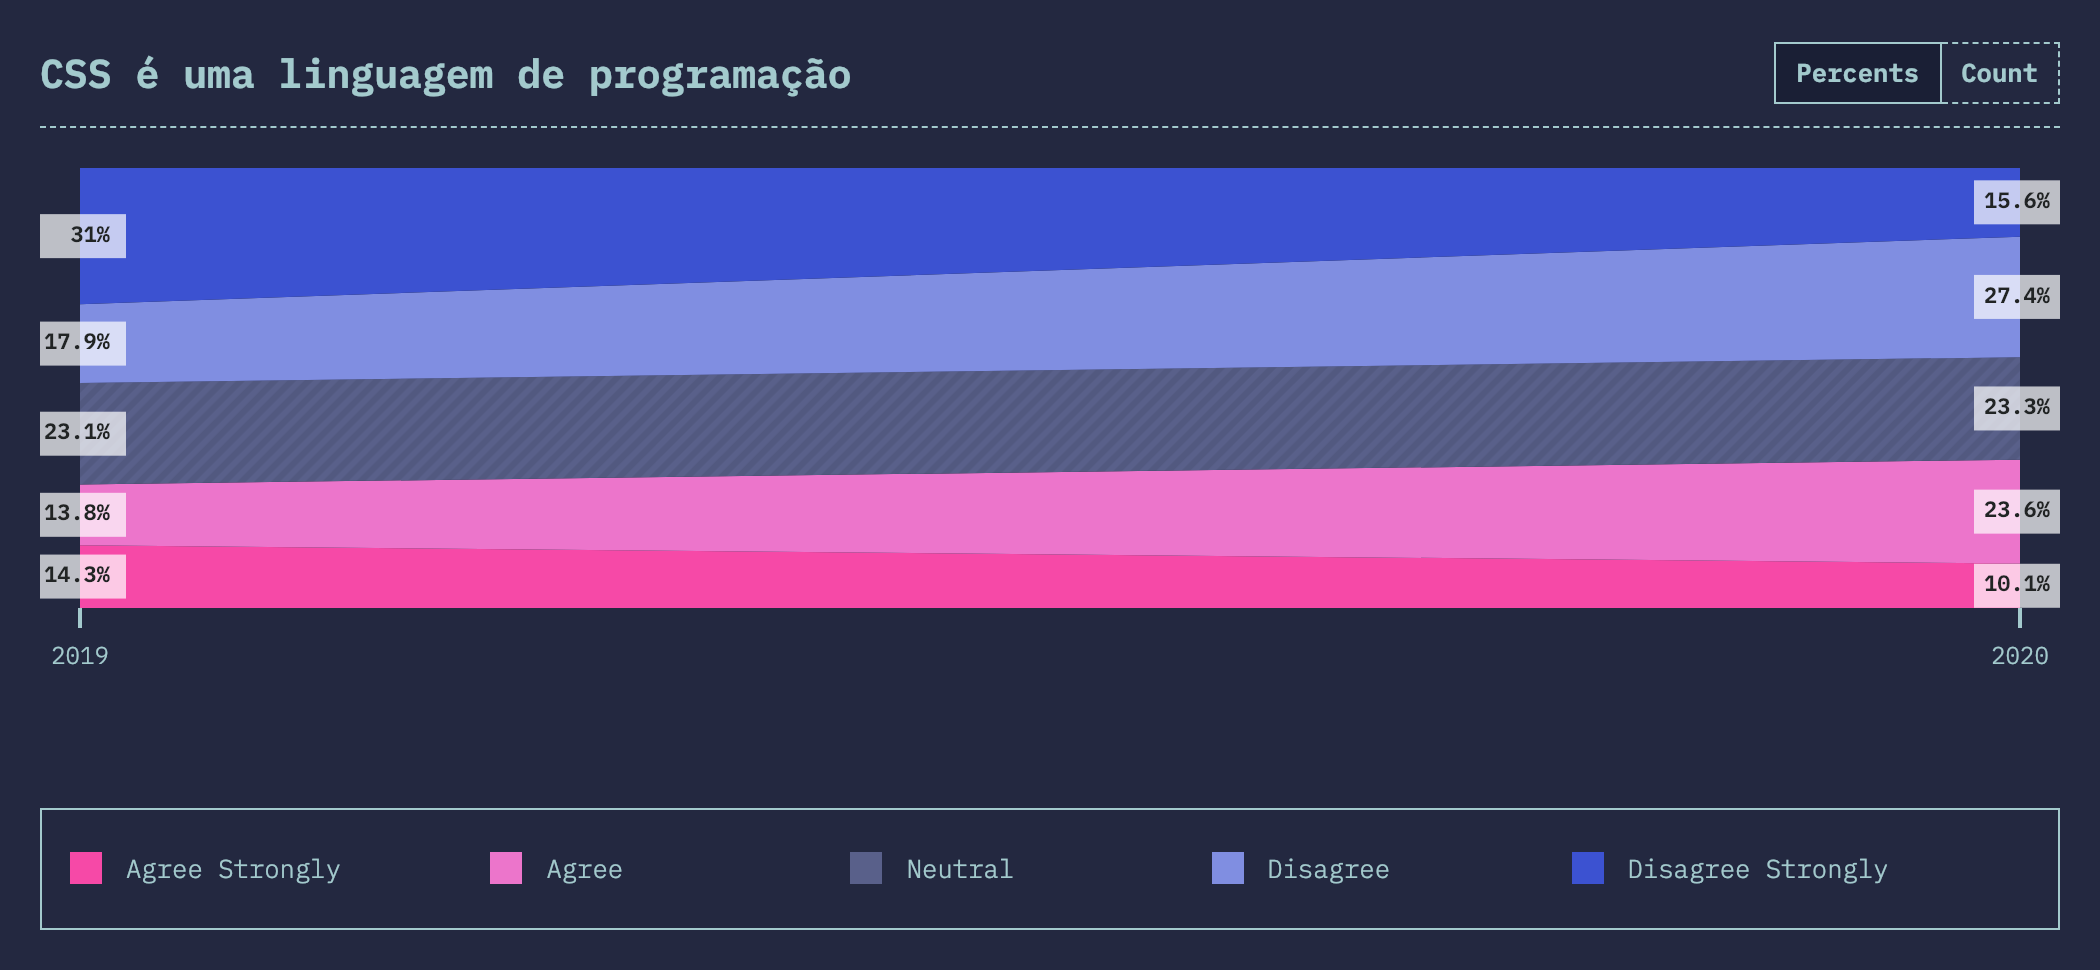 CSS é uma linguagem de programação
Percents
Count
31%
17.9%
23.1%
13.8%
14.3%
15.6%
27.4%
23.3%
23.6%
10.1%
2019
2020
Agree Strongly
Agree
Neutral
Disagree
Disagree Strongly